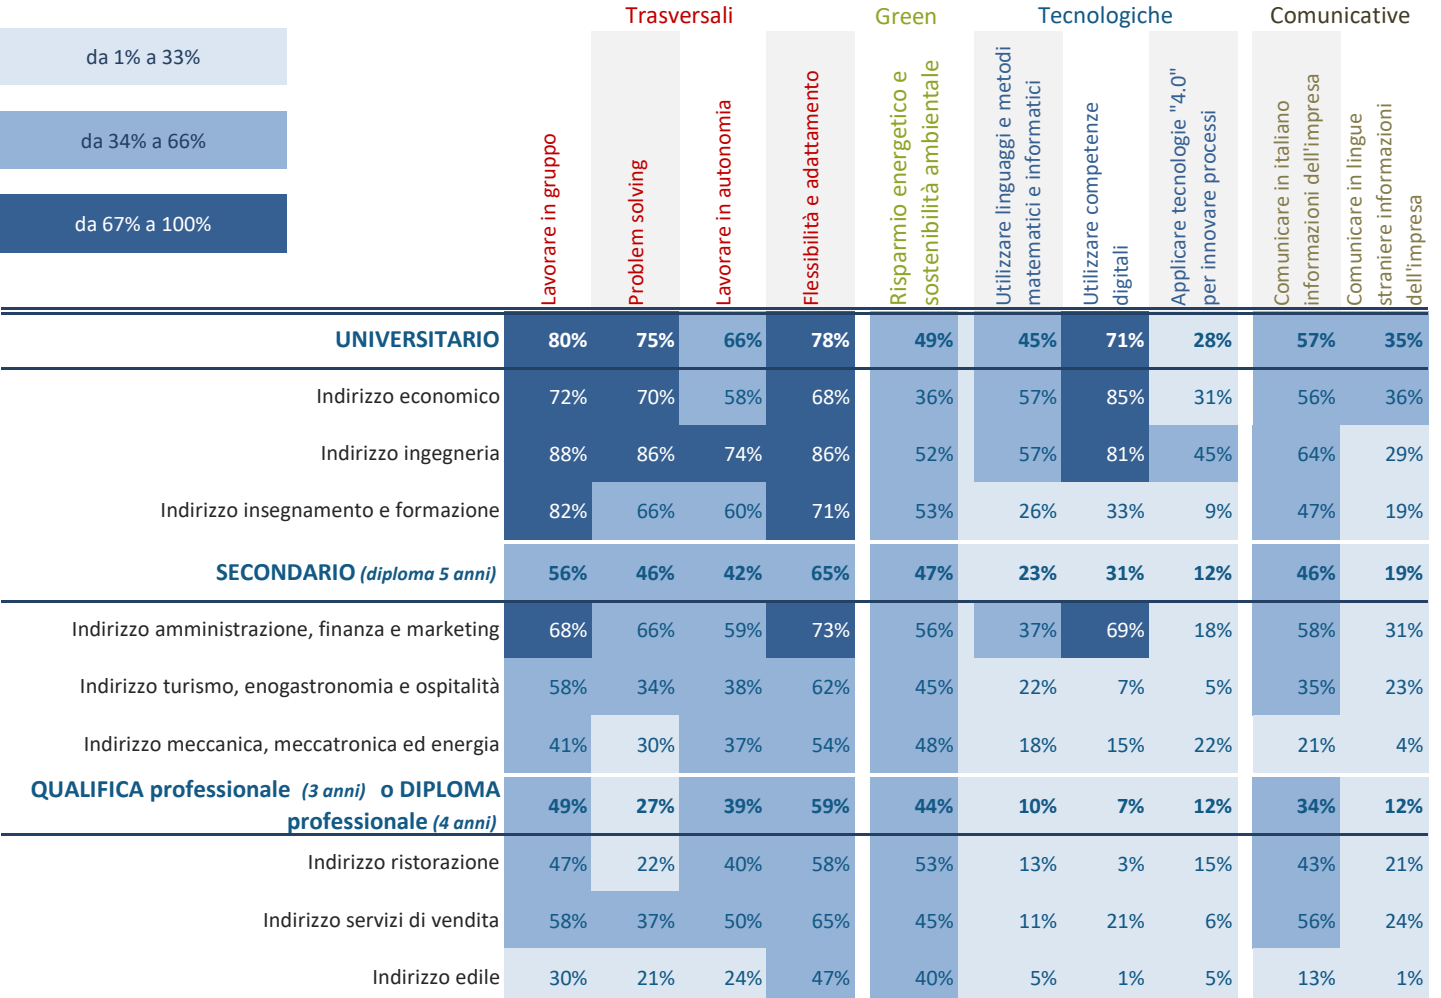 Trasversali Green Tecnologiche Comunicative
da 1% a 33%
da 34% a 66%
da 67% a 100%
Lavorare in gruppo
Problem solving
Lavorare in autonomia
Flessibilità e adattamento
Risparmio energetico e
sostenibilità ambientale
Utilizzare linguaggi e metodi
matematici e informatici
Utilizzare competenze
digitali
Applicare tecnologie "4.0"
per innovare processi
Comunicare in italiano
informazioni dell'impresa
Comunicare in lingue
straniere informazioni
dell'impresa
UNIVERSITARIO 80% 75% 66% 78% 49% 45% 71% 28% 57% 35%
Indirizzo economico 72% 70% 58% 68% 36% 57% 85% 31% 56% 36%
Indirizzo ingegneria 88% 86% 74% 86% 52% 57% 81% 45% 64% 29%
Indirizzo insegnamento e formazione 82% 66% 60% 71% 53% 26% 33% 9% 47% 19%
SECONDARIO (diploma 5 anni) 56% 46% 42% 65% 47% 23% 31% 12% 46% 19%
Indirizzo amministrazione, finanza e marketing 68% 66% 59% 73% 56% 37% 69% 18% 58% 31%
Indirizzo turismo, enogastronomia e ospitalità 58% 34% 38% 62% 45% 22% 7% 5% 35% 23%
Indirizzo meccanica, meccatronica ed energia 41% 30% 37% 54% 48% 18% 15% 22% 21% 4%
QUALIFICA professionale (3 anni) o DIPLOMA
professionale (4 anni) 49% 27% 39% 59% 44% 10% 7% 12% 34% 12%
Indirizzo ristorazione 47% 22% 40% 58% 53% 13% 3% 15% 43% 21%
Indirizzo servizi di vendita 58% 37% 50% 65% 45% 11% 21% 6% 56% 24%
Indirizzo edile 30% 21% 24% 47% 40% 5% 1% 5% 13% 1%